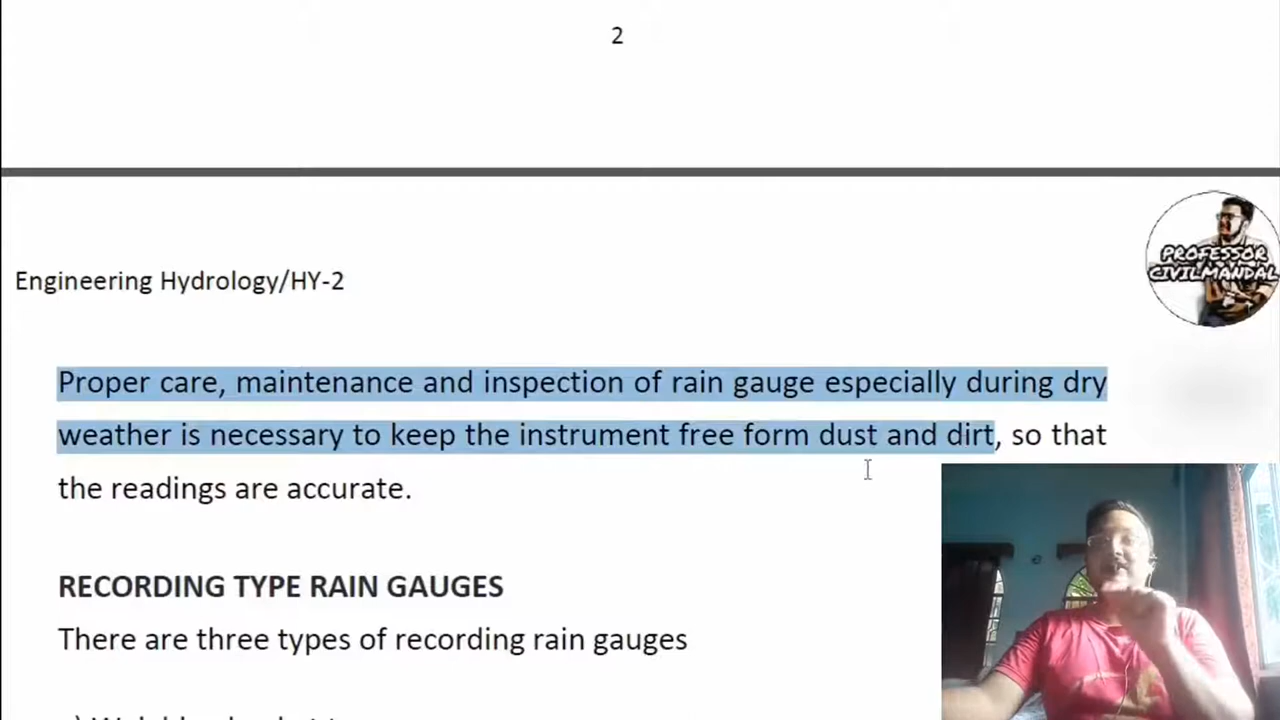 2
PROFESSOR
CIVILMANDAL
Engineering Hydrology/HY-2
Proper care, maintenance and inspection of rain gauge especially during dry
weather is necessary to keep the instrument free form dust and dirt, so that
the readings are accurate.
RECORDING TYPE RAIN GAUGES
There are three types of recording rain gauges